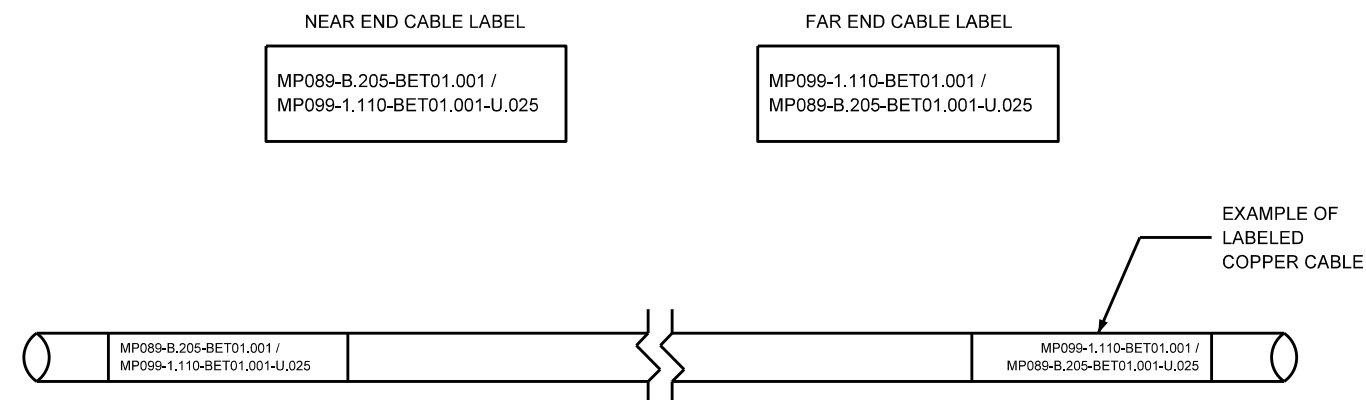 NEAR END CABLE LABEL
MP089-B.205-BET01.001 /
MP099-1.110-BET01.001-U.025
FAR END CABLE LABEL
MP099-1.110-BET01.001 /
MP089-B.205-BET01.001-U.025
EXAMPLE OF
LABELED
COPPER CABLE
MP089-B.205-BET01.001 /
MP099-1.110-BET01.001-U.025
MP099-1.110-BET01.001 /
MP089-B.205-BET01.001-U.025